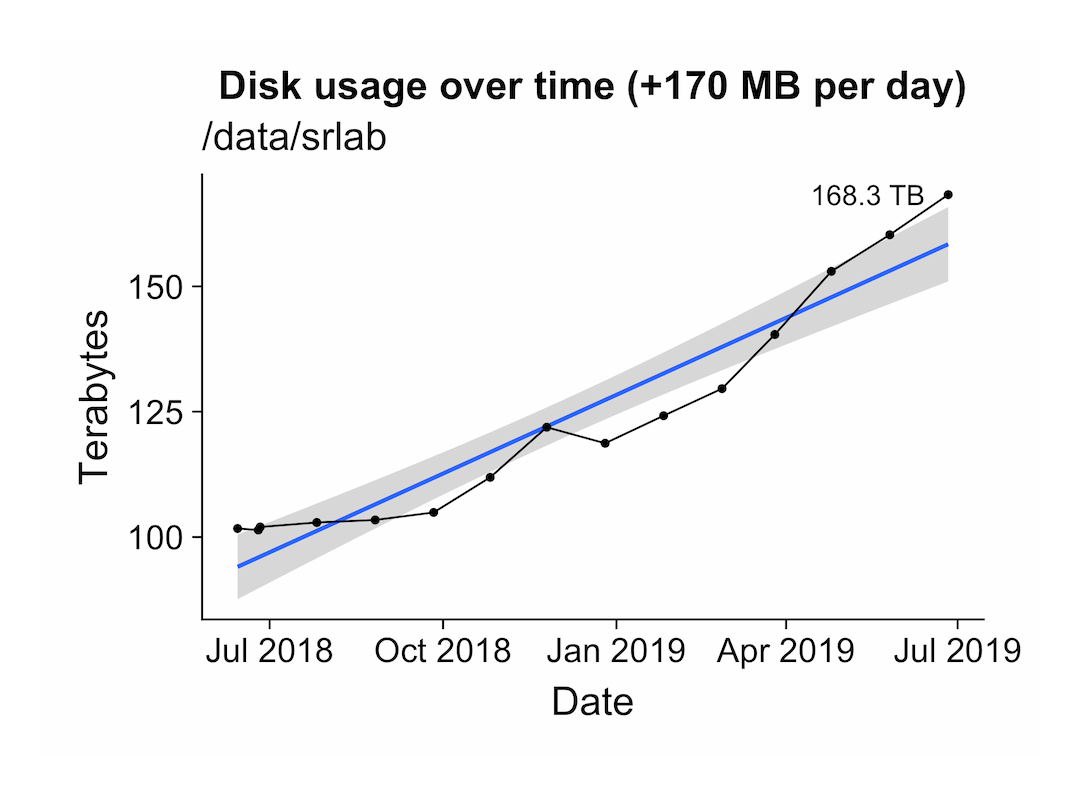 Disk usage over time (+170 MB per day)
/data/srlab
168.3 TB
150
125
100
Terabytes
Jul 2018 Oct 2018 Jan 2019 Apr 2019 Jul 2019
Date